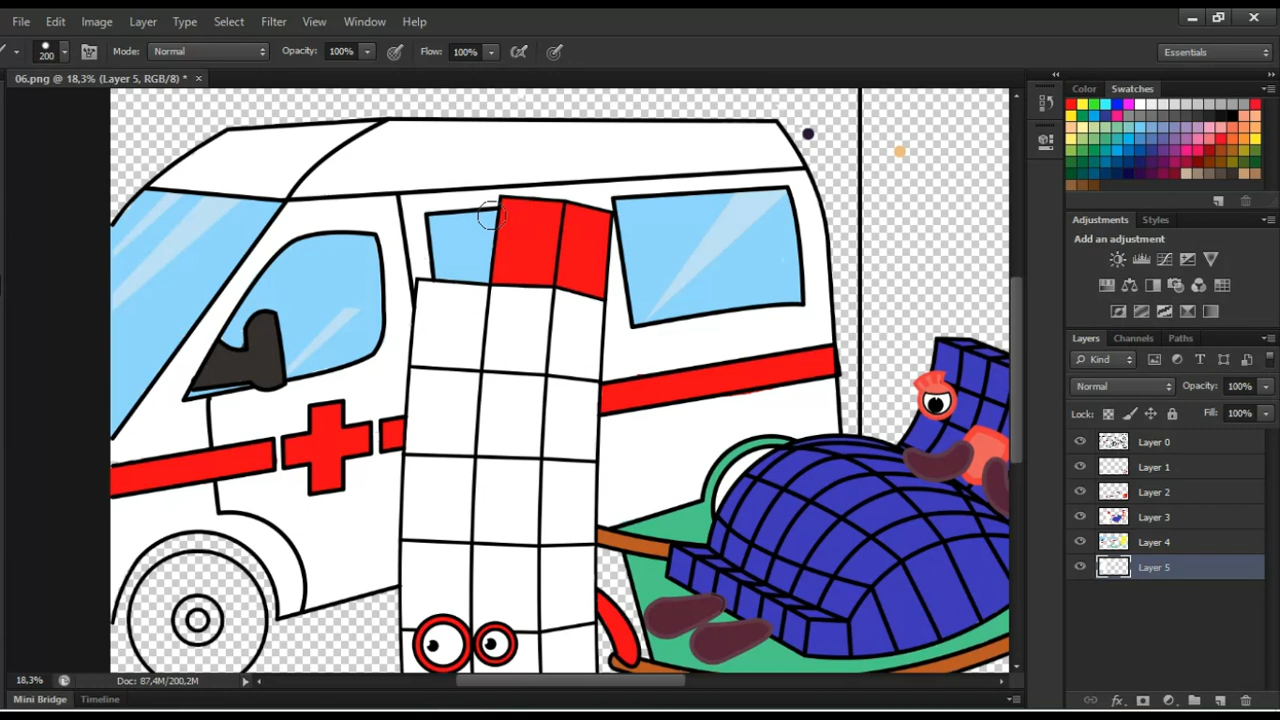 File Edit Image Layer Type Select Filter View Window Help
200 Mode: Normal Opacity: 100% Flow: 100% Essentials
06.png @ 18,3% (Layer 5, RGB/8) * ×
Color Swatches
Adjustments Styles
Add an adjustment
Layers Channels Paths
Kind
Normal Opacity: 100%
Lock: Fill: 100%
Layer 0
Layer 1
Layer 2
Layer 3
Layer 4
Layer 5
18,3% Doc: 87,4M/200,2M
Mini Bridge Timeline
fx